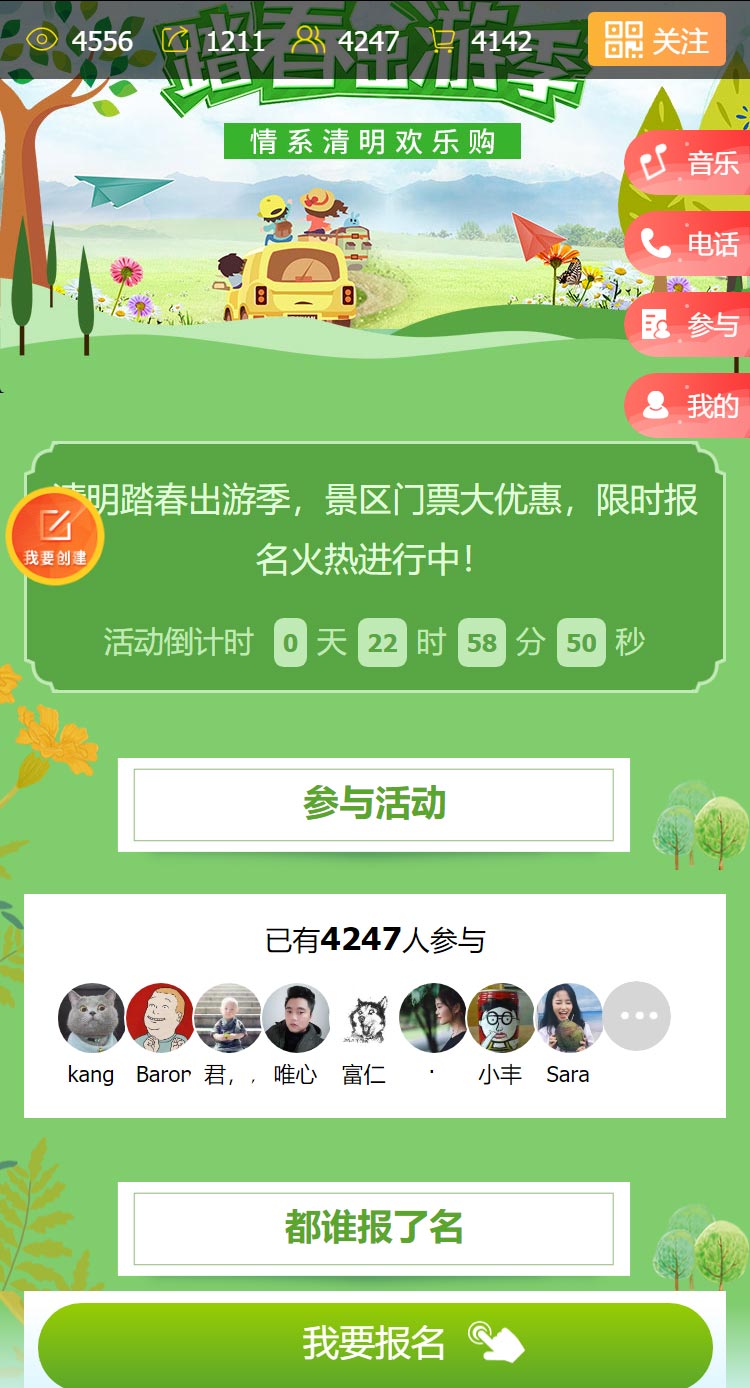 4556 1211 4247 4142 关注
踏春出游季
情系清明欢乐购
音乐
电话
参与
我的
清明踏春出游季，景区门票大优惠，限时报
名火热进行中！
我要创建
活动倒计时 0 天 22 时 58 分 50 秒
参与活动
已有4247人参与
kang Baron 君，， 唯心 富仁 · 小丰 Sara
都谁报了名
我要报名